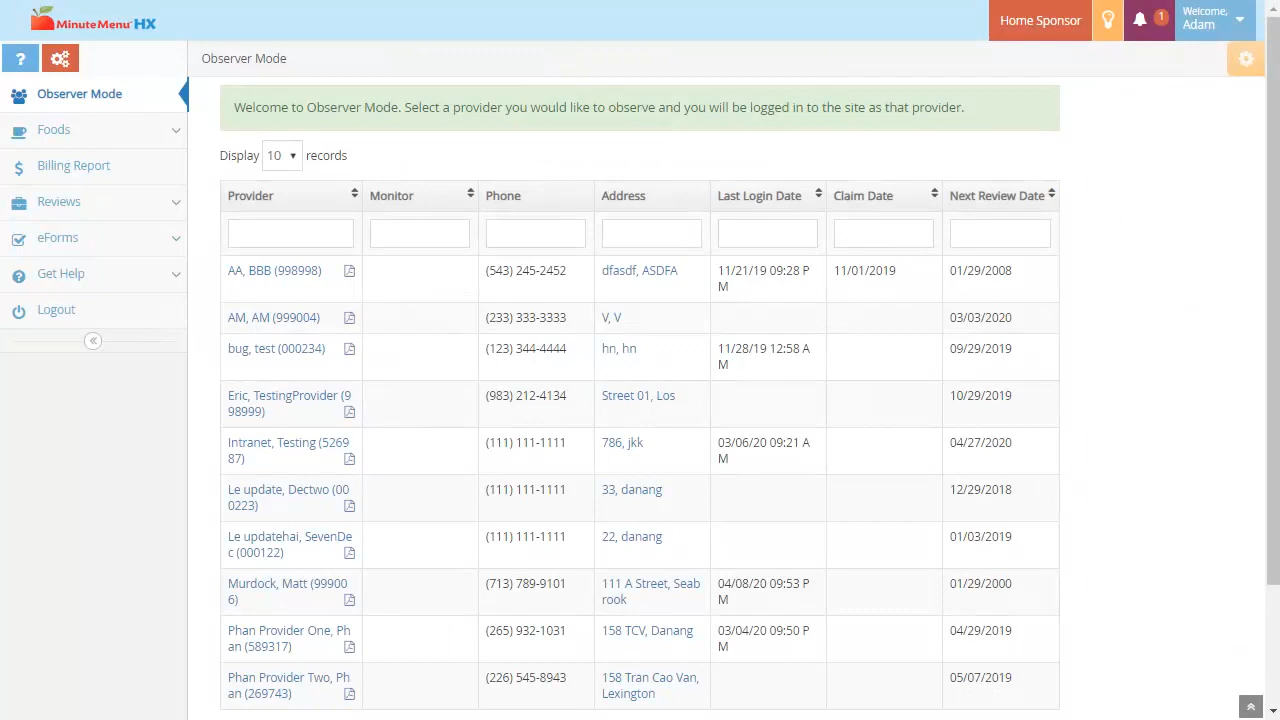 MinuteMenu HX
Home Sponsor
1
Welcome,
Adam
?
Observer Mode
Observer Mode
Foods
Billing Report
Reviews
eForms
Get Help
Logout
Welcome to Observer Mode. Select a provider you would like to observe and you will be logged in to the site as that provider.
Display 10 records
Provider Monitor Phone Address Last Login Date Claim Date Next Review Date
AA, BBB (998998) (543) 245-2452 dfasdf, ASDFA 11/21/19 09:28 P 11/01/2019 01/29/2008
M
AM, AM (999004) (233) 333-3333 V, V 03/03/2020
bug, test (000234) (123) 344-4444 hn, hn 11/28/19 12:58 A 09/29/2019
M
Eric, TestingProvider (9 (983) 212-4134 Street 01, Los 10/29/2019
98999)
Intranet, Testing (5269 (111) 111-1111 786, jkk 03/06/20 09:21 A 04/27/2020
87) M
Le update, Dectwo (00 (111) 111-1111 33, danang 12/29/2018
0223)
Le updatehai, SevenDe (111) 111-1111 22, danang 01/03/2019
c (000122)
Murdock, Matt (99900 (713) 789-9101 111 A Street, Seab 04/08/20 09:53 P 01/29/2000
6) rook M
Phan Provider One, Ph (265) 932-1031 158 TCV, Danang 03/04/20 09:50 P 04/29/2019
an (589317) M
Phan Provider Two, Ph (226) 545-8943 158 Tran Cao Van, 05/07/2019
an (269743) Lexington